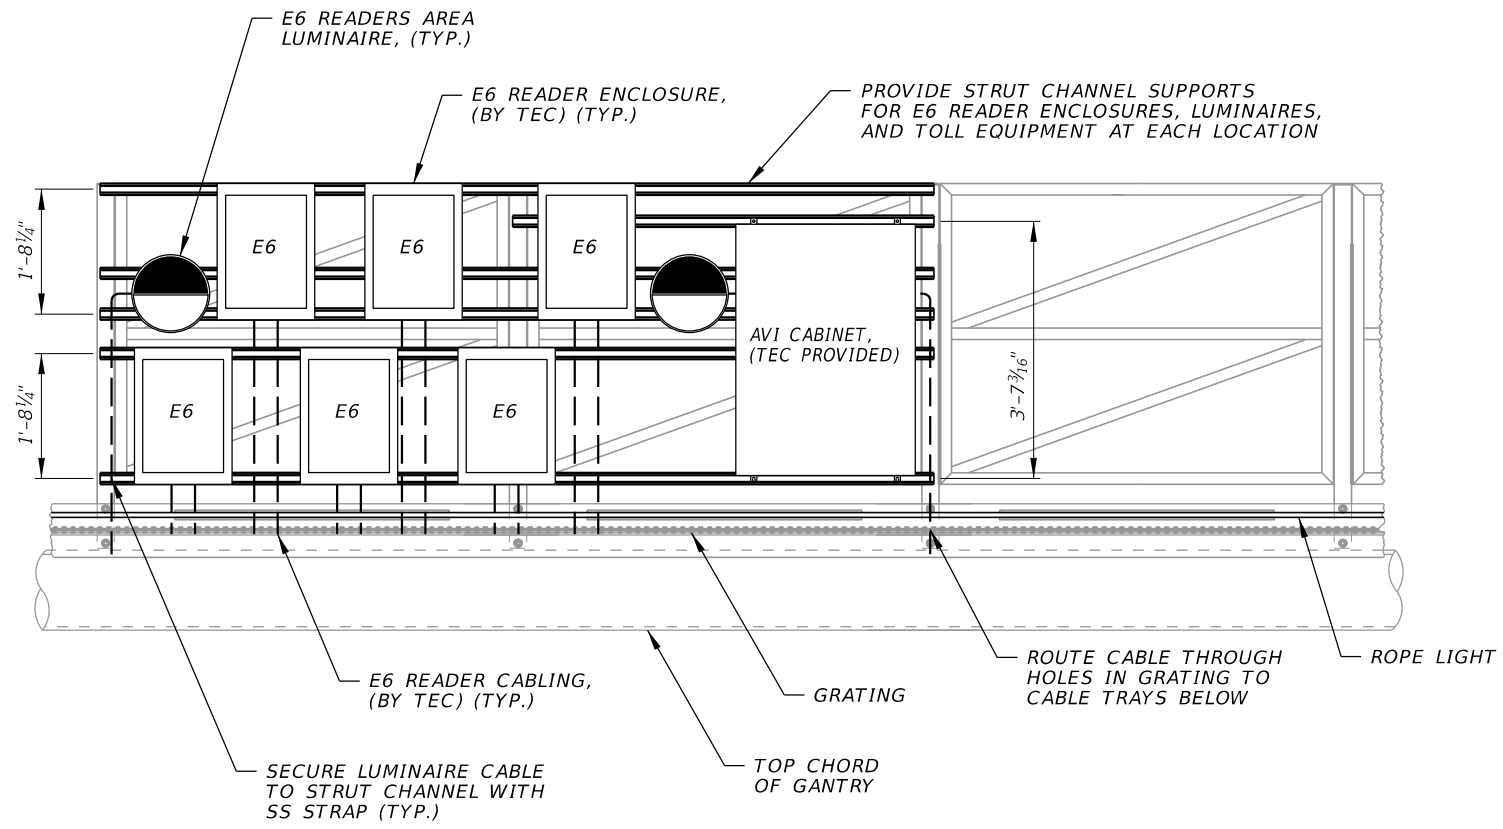 E6 READERS AREA
LUMINAIRE, (TYP.)
E6 READER ENCLOSURE,
(BY TEC) (TYP.)
PROVIDE STRUT CHANNEL SUPPORTS
FOR E6 READER ENCLOSURES, LUMINAIRES,
AND TOLL EQUIPMENT AT EACH LOCATION
1'-8¼"
E6
E6
E6
AVI CABINET,
(TEC PROVIDED)
3'-7 3/16"
1'-8¼"
E6
E6
E6
ROUTE CABLE THROUGH
HOLES IN GRATING TO
CABLE TRAYS BELOW
ROPE LIGHT
E6 READER CABLING,
(BY TEC) (TYP.)
GRATING
SECURE LUMINAIRE CABLE
TO STRUT CHANNEL WITH
SS STRAP (TYP.)
TOP CHORD
OF GANTRY